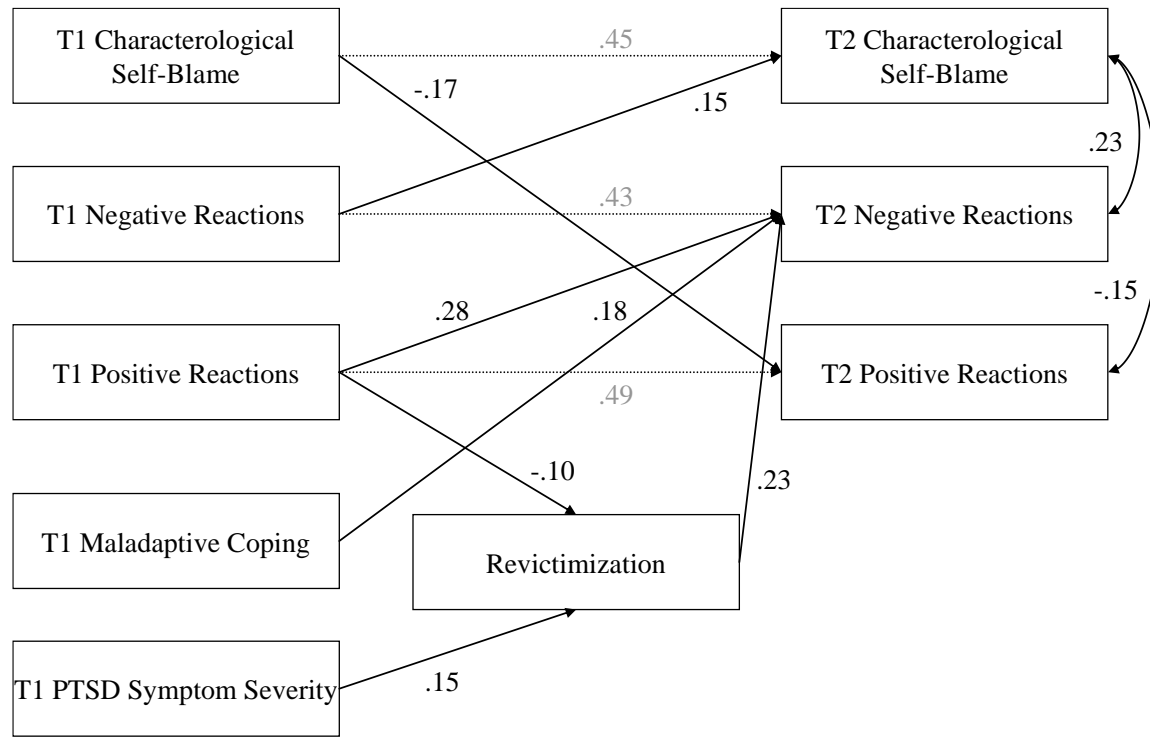 T1 Characterological
Self-Blame
.45
T2 Characterological
Self-Blame
-.17
.15
.23
T1 Negative Reactions
.43
T2 Negative Reactions
.28
.18
-.15
T1 Positive Reactions
.49
T2 Positive Reactions
-.10
.23
T1 Maladaptive Coping
Revictimization
T1 PTSD Symptom Severity
.15